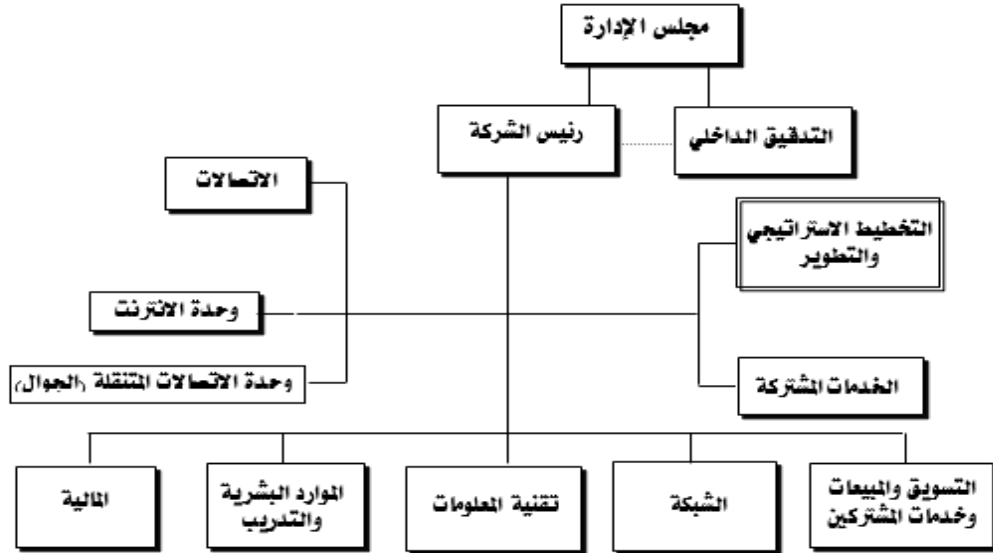 مجلس الإدارة
رئيس الشركة
التدقيق الداخلي
الاتصالات
التخطيط الاستراتيجي
والتطوير
وحدة الانترنت
وحدة الاتصالات المتنقلة (الجوال)
الخدمات المشتركة
التسويق والمبيعات
وخدمات المشتركين
الشبكة
تقنية المعلومات
الموارد البشرية
والتدريب
المالية